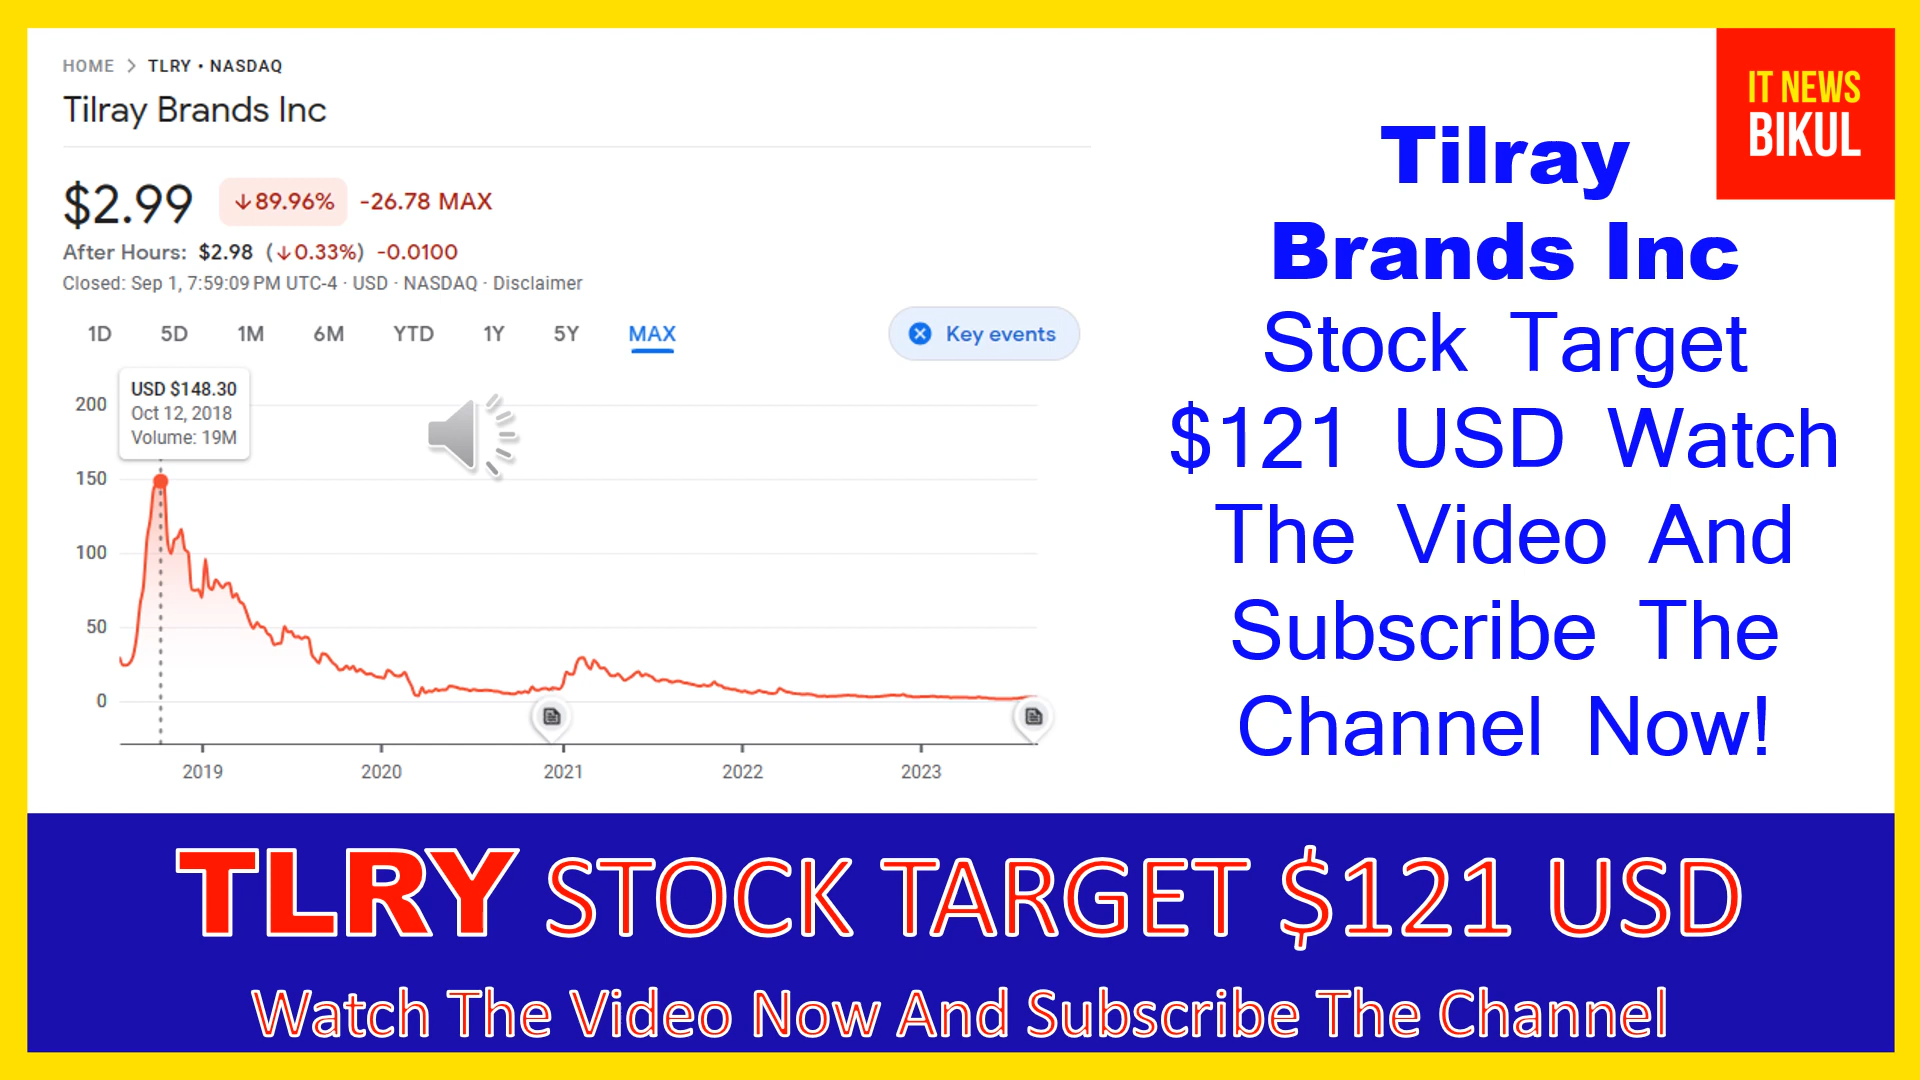 HOME > TLRY • NASDAQ
Tilray Brands Inc
$2.99 ↓89.96% -26.78 MAX
After Hours: $2.98 (↓0.33%) -0.0100
Closed: Sep 1, 7:59:09 PM UTC-4 · USD · NASDAQ · Disclaimer
1D 5D 1M 6M YTD 1Y 5Y MAX Key events
USD $148.30
Oct 12, 2018
Volume: 19M
200
150
100
50
0
2019 2020 2021 2022 2023
IT NEWS
BIKUL
Tilray
Brands Inc
Stock Target
$121 USD Watch
The Video And
Subscribe The
Channel Now!
TLRY STOCK TARGET $121 USD
Watch The Video Now And Subscribe The Channel